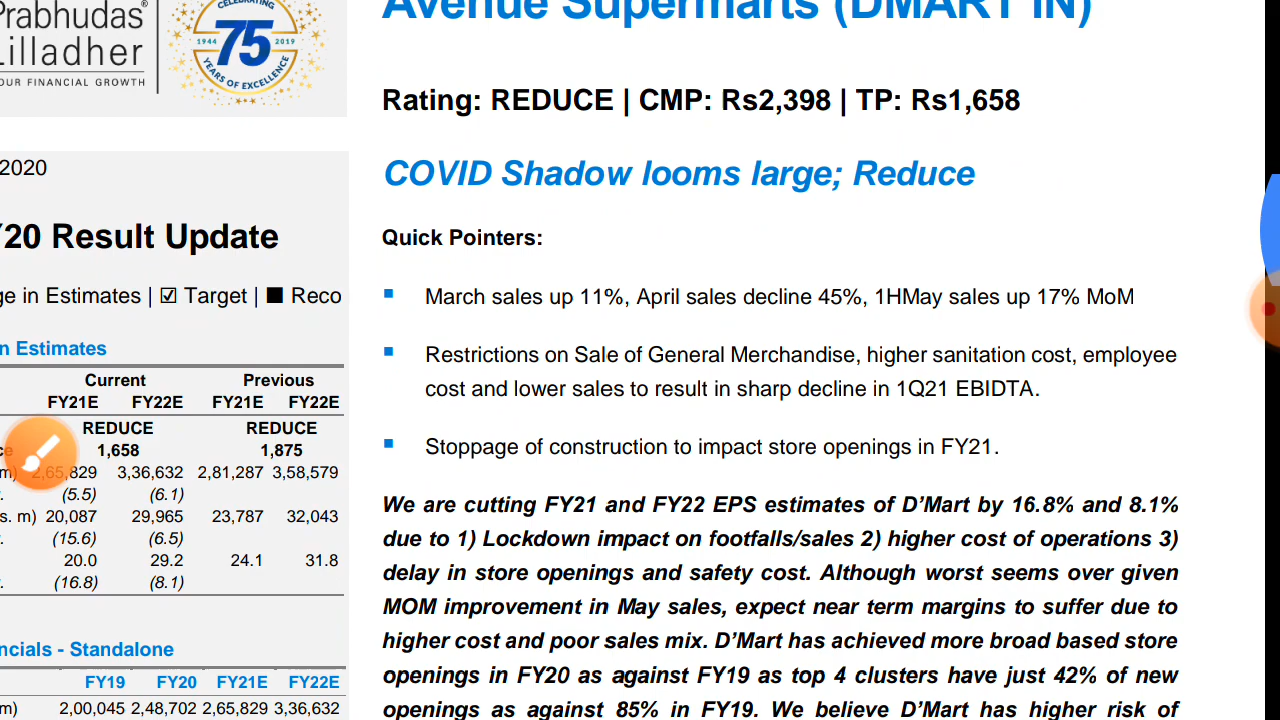 Prabhudas
Lilladher
OUR FINANCIAL GROWTH
CELEBRATING
1944 75 2019
YEARS OF EXCELLENCE
Avenue Supermarts (DMART IN)
Rating: REDUCE | CMP: Rs2,398 | TP: Rs1,658
COVID Shadow looms large; Reduce
Quick Pointers:
March sales up 11%, April sales decline 45%, 1HMay sales up 17% MoM
Restrictions on Sale of General Merchandise, higher sanitation cost, employee
cost and lower sales to result in sharp decline in 1Q21 EBIDTA.
Stoppage of construction to impact store openings in FY21.
We are cutting FY21 and FY22 EPS estimates of D’Mart by 16.8% and 8.1%
due to 1) Lockdown impact on footfalls/sales 2) higher cost of operations 3)
delay in store openings and safety cost. Although worst seems over given
MOM improvement in May sales, expect near term margins to suffer due to
higher cost and poor sales mix. D’Mart has achieved more broad based store
openings in FY20 as against FY19 as top 4 clusters have just 42% of new
openings as against 85% in FY19. We believe D’Mart has higher risk of
2020
Y20 Result Update
ge in Estimates | ☑ Target | ■ Reco
n Estimates
Current Previous
FY21E FY22E FY21E FY22E
REDUCE REDUCE
1,658 1,875
m) 2,65,829 3,36,632 2,81,287 3,58,579
(5.5) (6.1)
s. m) 20,087 29,965 23,787 32,043
(15.6) (6.5)
20.0 29.2 24.1 31.8
(16.8) (8.1)
ncials - Standalone
FY19 FY20 FY21E FY22E
m) 2,00,045 2,48,702 2,65,829 3,36,632